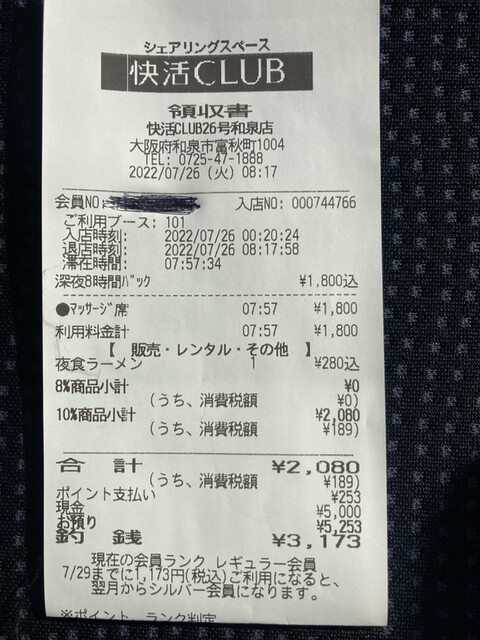 シェアリングスペース
快活CLUB
領収書
快活CLUB26号和泉店
大阪府和泉市富秋町1004
TEL: 0725-47-1888
2022/07/26 (火) 08:17
会員NO: 入店NO: 000744766
ご利用ブース: 101
入店時刻: 2022/07/26 00:20:24
退店時刻: 2022/07/26 08:17:58
滞在時間: 07:57:34
深夜8時間パック ¥1,800込
●マッサージ席 07:57 ¥1,800
利用料金計 07:57 ¥1,800
【 販売・レンタル・その他 】
夜食ラーメン 1 ¥280込
8%商品小計 ¥0
(うち、消費税額 ¥0)
10%商品小計 ¥2,080
(うち、消費税額 ¥189)
合計 ¥2,080
(うち、消費税額 ¥189)
ポイント支払い ¥253
現金 ¥5,000
お預り ¥5,253
釣銭 ¥3,173
現在の会員ランク レギュラー会員
7/29までに1,173円(税込)ご利用になると、
翌月からシルバー会員になります。
※ポイント、ランク判定